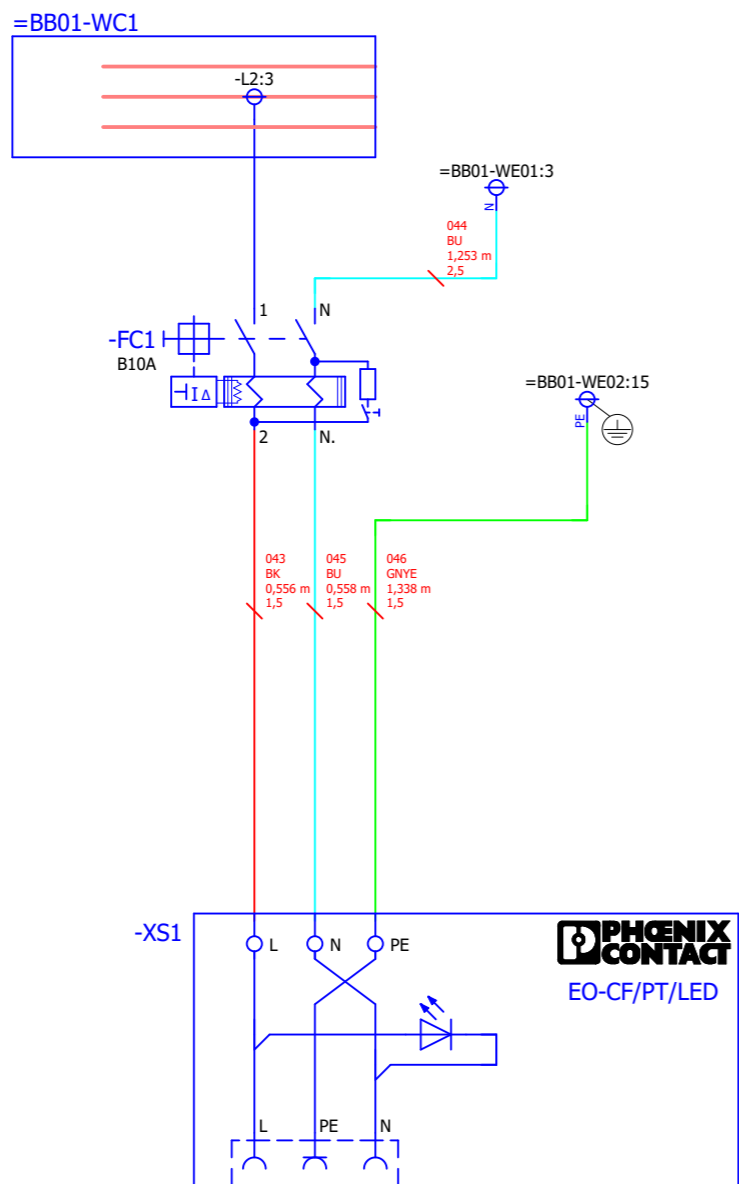 =BB01-WC1
-L2:3
=BB01-WE01:3
N
044
BU
1,253 m
2,5
1
N
-FC1
B10A
I Δ
2
N.
=BB01-WE02:15
PE
043
BK
0,556 m
1,5
045
BU
0,558 m
1,5
046
GNYE
1,338 m
1,5
-XS1
L
N
PE
PHŒNIX
CONTACT
EO-CF/PT/LED
L
PE
N